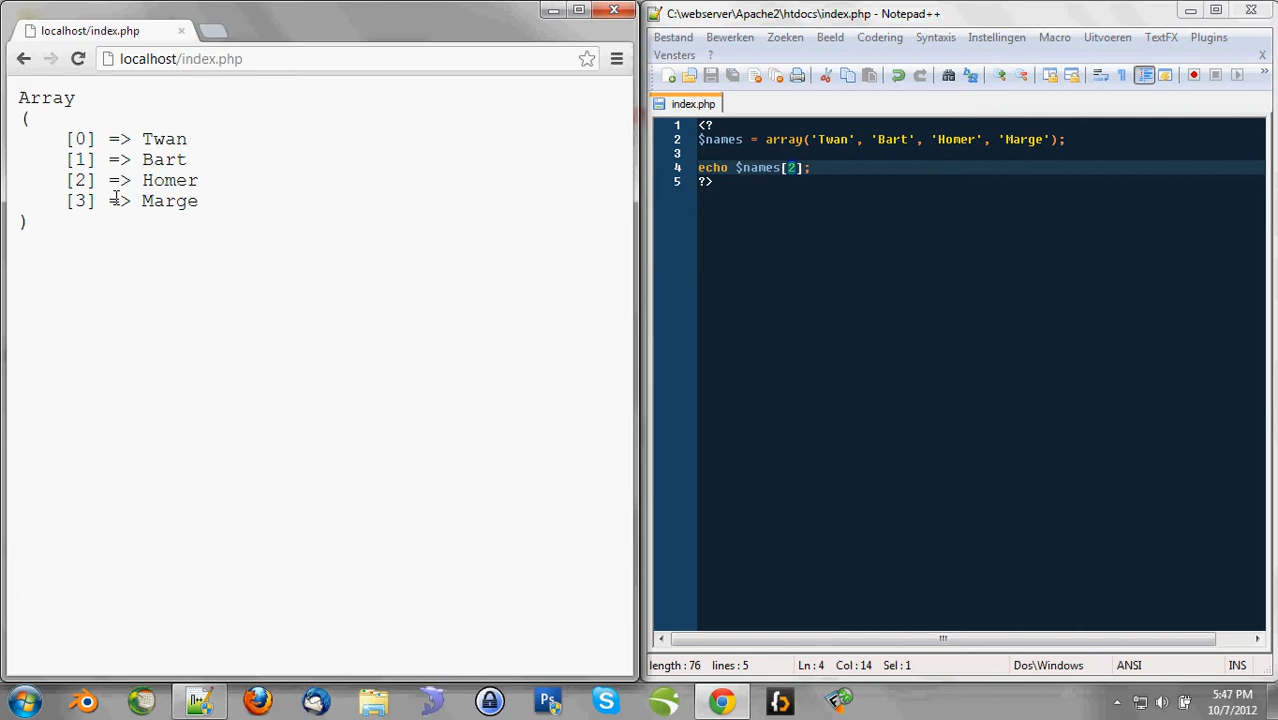 localhost/index.php
localhost/index.php
Array
(
[0] => Twan
[1] => Bart
[2] => Homer
[3] => Marge
)
C:\webserver\Apache2\htdocs\index.php - Notepad++
Bestand Bewerken Zoeken Beeld Codering Syntaxis Instellingen Macro Uitvoeren TextFX Plugins
Vensters ? X
index.php
1 <?
2 $names = array('Twan', 'Bart', 'Homer', 'Marge');
3
4 echo $names[2];
5 ?>
length: 76 lines: 5 Ln: 4 Col: 14 Sel: 1 Dos\Windows ANSI INS
5:47 PM
10/7/2012